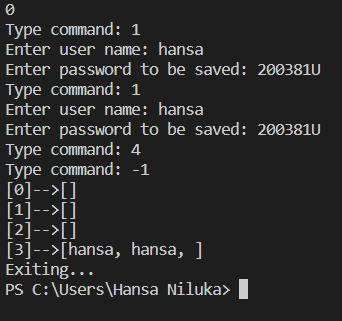 0
Type command: 1
Enter user name: hansa
Enter password to be saved: 200381U
Type command: 1
Enter user name: hansa
Enter password to be saved: 200381U
Type command: 4
Type command: -1
[0]-->[]
[1]-->[]
[2]-->[]
[3]-->[hansa, hansa, ]
Exiting...
PS C:\Users\Hansa Niluka>